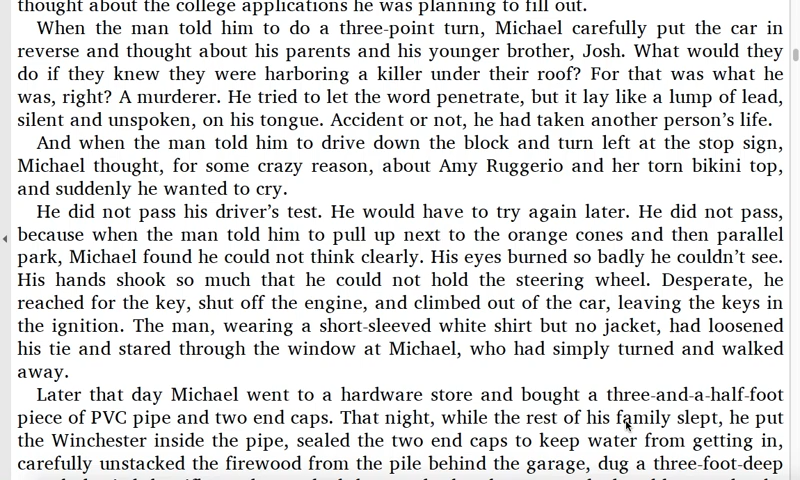 thought about the college applications he was planning to fill out.
When the man told him to do a three-point turn, Michael carefully put the car in
reverse and thought about his parents and his younger brother, Josh. What would they
do if they knew they were harboring a killer under their roof? For that was what he
was, right? A murderer. He tried to let the word penetrate, but it lay like a lump of lead,
silent and unspoken, on his tongue. Accident or not, he had taken another person’s life.
And when the man told him to drive down the block and turn left at the stop sign,
Michael thought, for some crazy reason, about Amy Ruggerio and her torn bikini top,
and suddenly he wanted to cry.
He did not pass his driver’s test. He would have to try again later. He did not pass,
because when the man told him to pull up next to the orange cones and then parallel
park, Michael found he could not think clearly. His eyes burned so badly he couldn’t see.
His hands shook so much that he could not hold the steering wheel. Desperate, he
reached for the key, shut off the engine, and climbed out of the car, leaving the keys in
the ignition. The man, wearing a short-sleeved white shirt but no jacket, had loosened
his tie and stared through the window at Michael, who had simply turned and walked
away.
Later that day Michael went to a hardware store and bought a three-and-a-half-foot
piece of PVC pipe and two end caps. That night, while the rest of his family slept, he put
the Winchester inside the pipe, sealed the two end caps to keep water from getting in,
carefully unstacked the firewood from the pile behind the garage, dug a three-foot-deep